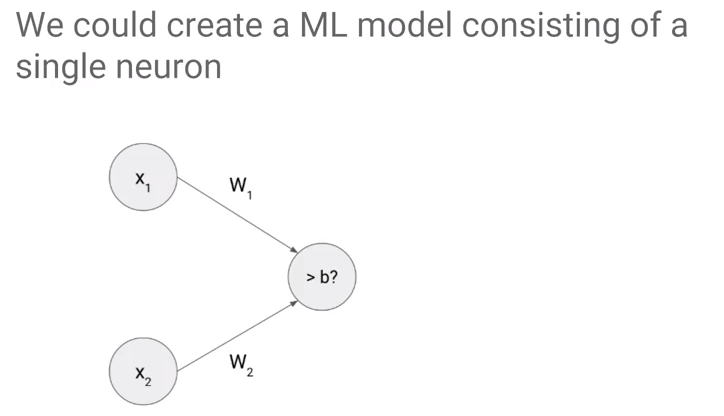 We could create a ML model consisting of a
single neuron
x₁
W₁
> b?
W₂
x₂